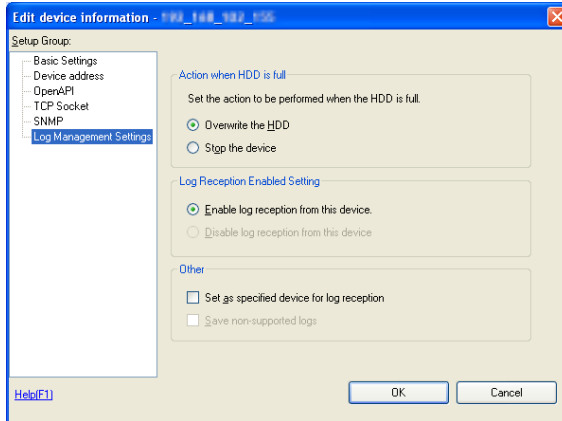 Edit device information -
Setup Group:
Basic Settings
Device address
OpenAPI
TCP Socket
SNMP
Log Management Settings
Action when HDD is full
Set the action to be performed when the HDD is full.
Overwrite the HDD
Stop the device
Log Reception Enabled Setting
Enable log reception from this device.
Disable log reception from this device
Other
Set as specified device for log reception
Save non-supported logs
Help(F1)
OK
Cancel